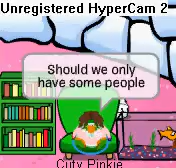 Unregistered HyperCam 2
Should we only
have some people
Cuty Pinkie